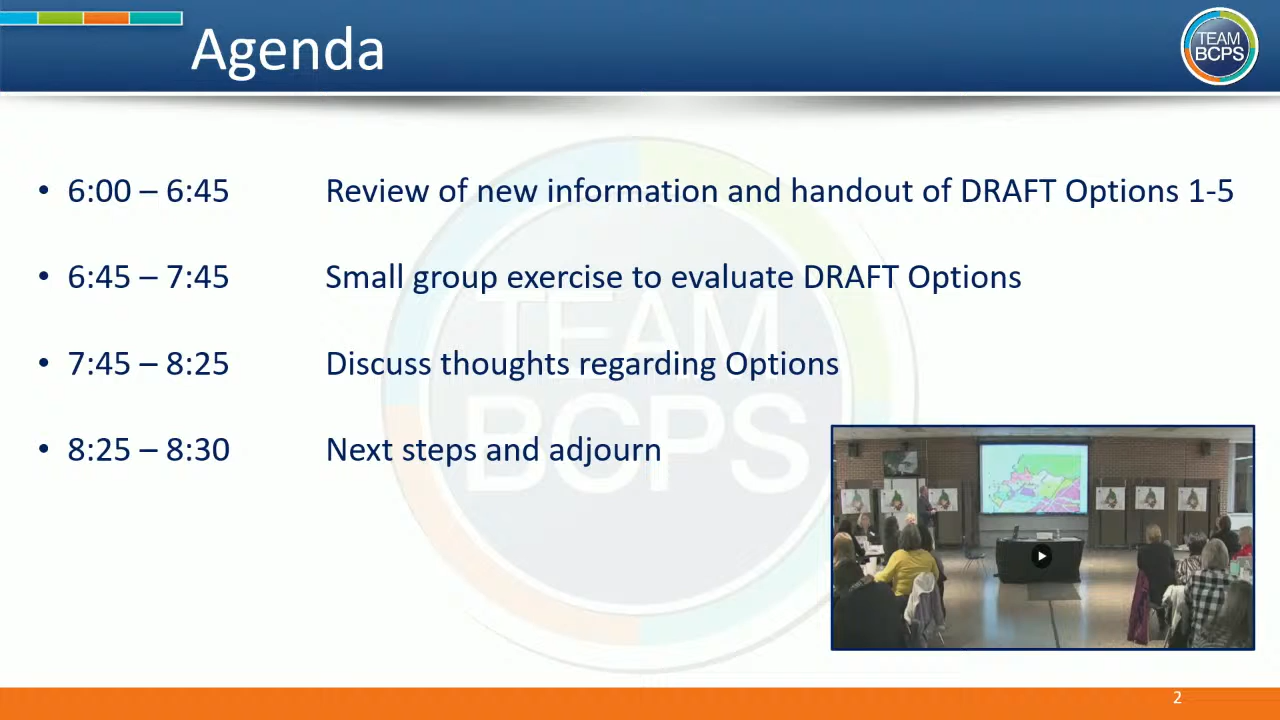 Agenda
TEAM
BCPS
• 6:00 – 6:45 Review of new information and handout of DRAFT Options 1-5
• 6:45 – 7:45 Small group exercise to evaluate DRAFT Options
• 7:45 – 8:25 Discuss thoughts regarding Options
• 8:25 – 8:30 Next steps and adjourn
TEAM
BCPS
2